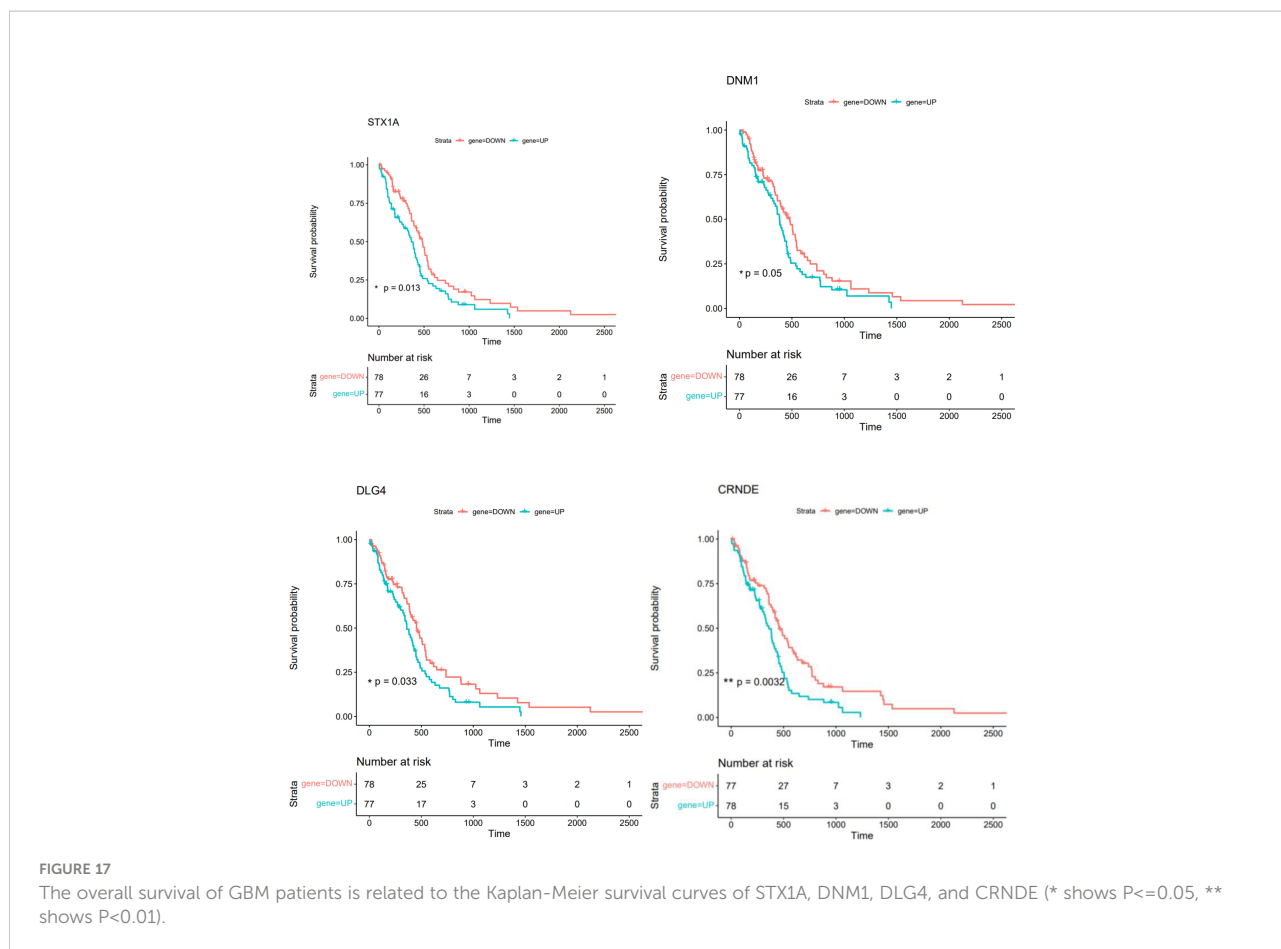 STX1A
Strata gene=DOWN gene=UP
1.00
0.75
0.50
0.25
0.00
Survival probability
* p = 0.013
0 500 1000 1500 2000 2500
Time
Number at risk
Strata
gene=DOWN 78 26 7 3 2 1
gene=UP 77 16 3 0 0 0
0 500 1000 1500 2000 2500
Time
DNM1
Strata gene=DOWN gene=UP
1.00
0.75
0.50
0.25
0.00
Survival probability
* p = 0.05
0 500 1000 1500 2000 2500
Time
Number at risk
Strata
gene=DOWN 78 26 7 3 2 1
gene=UP 77 16 3 0 0 0
0 500 1000 1500 2000 2500
Time
DLG4
Strata gene=DOWN gene=UP
1.00
0.75
0.50
0.25
0.00
Survival probability
* p = 0.033
0 500 1000 1500 2000 2500
Time
Number at risk
Strata
gene=DOWN 78 25 7 3 2 1
gene=UP 77 17 3 0 0 0
0 500 1000 1500 2000 2500
Time
CRNDE
Strata gene=DOWN gene=UP
1.00
0.75
0.50
0.25
0.00
Survival probability
** p = 0.0032
0 500 1000 1500 2000 2500
Time
Number at risk
Strata
gene=DOWN 77 27 7 3 2 1
gene=UP 78 15 3 0 0 0
0 500 1000 1500 2000 2500
Time
FIGURE 17
The overall survival of GBM patients is related to the Kaplan-Meier survival curves of STX1A, DNM1, DLG4, and CRNDE (* shows P<=0.05, **
shows P<0.01).